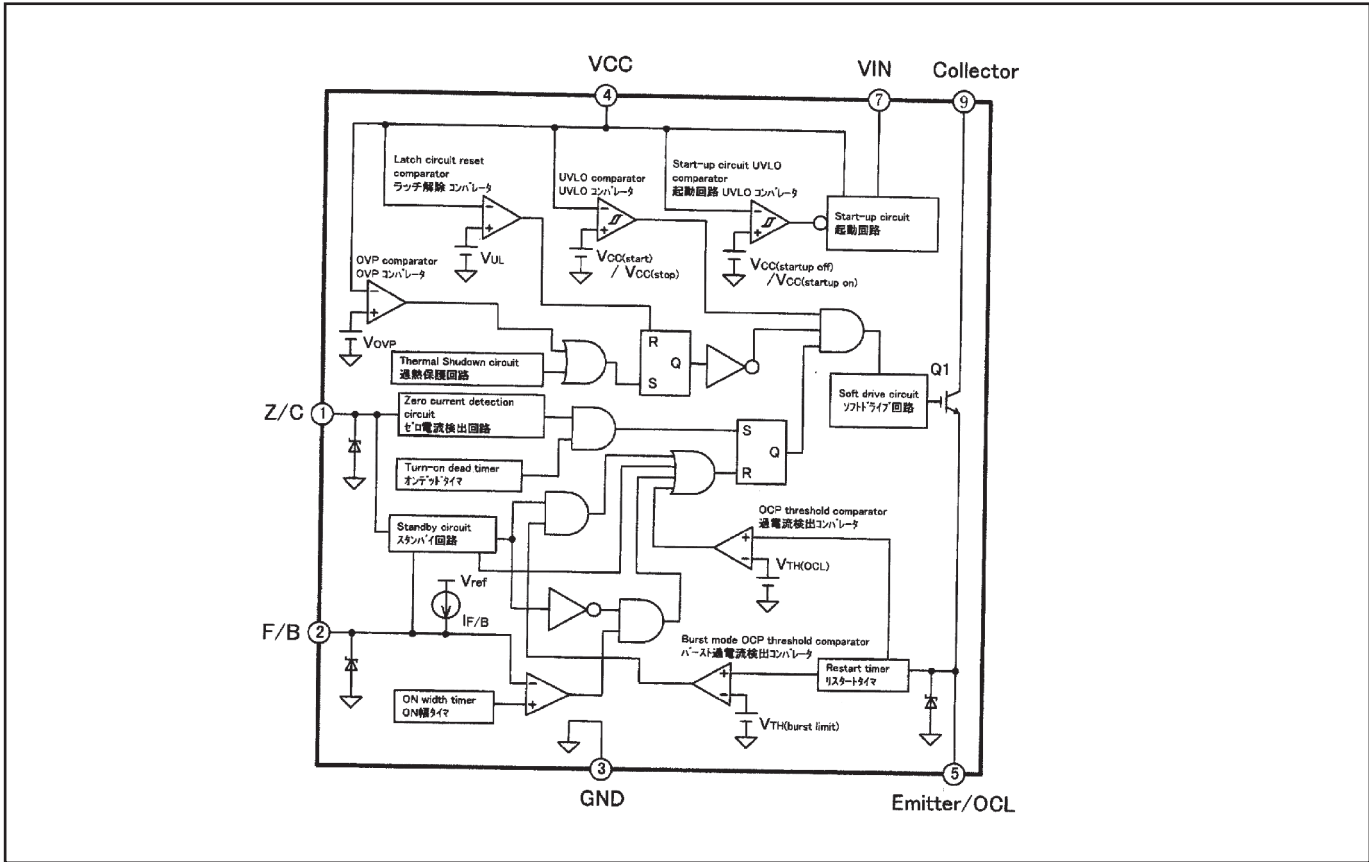 VCC
VIN
Collector
4
7
9
Latch circuit reset
comparator
ラッチ解除 コンパレータ
UVLO comparator
UVLO コンパレータ
Start-up circuit UVLO
comparator
起動回路 UVLO コンパレータ
Start-up circuit
起動回路
VUL
VCC(start)
/ VCC(stop)
VCC(startup off)
/VCC(startup on)
OVP comparator
OVP コンパレータ
VOVP
Thermal Shudown circuit
過熱保護回路
R
S
Q
Soft drive circuit
ソフトドライブ回路
Q1
Z/C
1
Zero current detection
circuit
ゼロ電流検出回路
Turn-on dead timer
オンデッドタイマ
S
R
Q
Standby circuit
スタンバイ回路
OCP threshold comparator
過電流検出コンパレータ
VTH(OCL)
Vref
IF/B
F/B
2
Burst mode OCP threshold comparator
バースト過電流検出コンパレータ
Restart timer
リスタートタイマ
ON width timer
ON幅タイマ
VTH(burst limit)
3
GND
5
Emitter/OCL